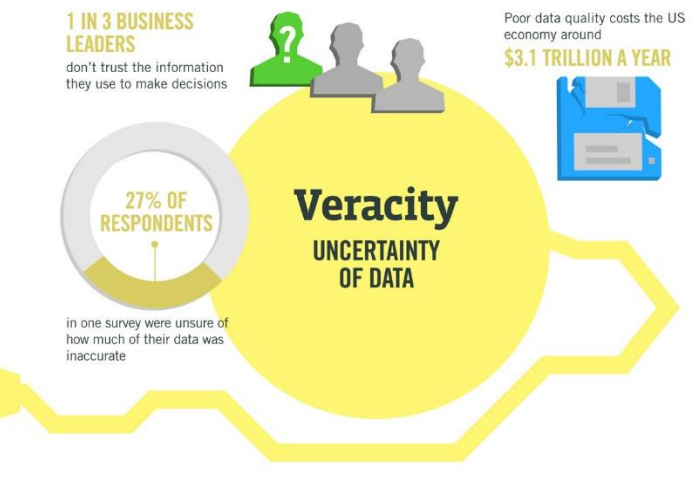 1 IN 3 BUSINESS
LEADERS
don't trust the information
they use to make decisions
?
Poor data quality costs the US
economy around
$3.1 TRILLION A YEAR
27% OF
RESPONDENTS
in one survey were unsure of
how much of their data was
inaccurate
Veracity
UNCERTAINTY
OF DATA